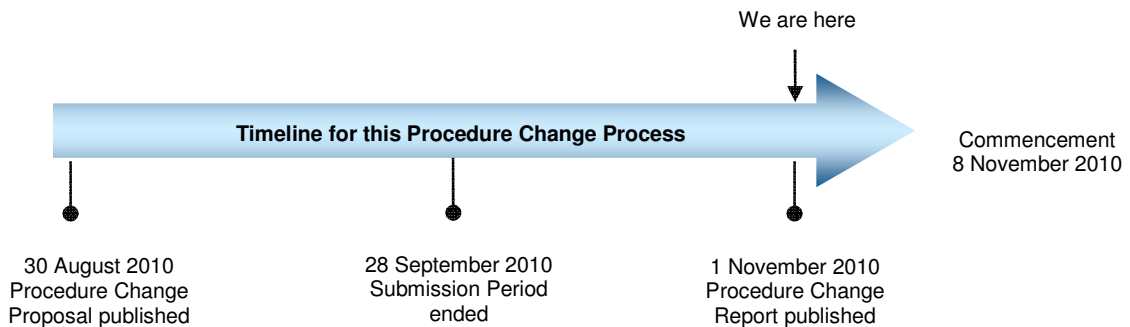 We are here
Timeline for this Procedure Change Process
Commencement
8 November 2010
30 August 2010
Procedure Change
Proposal published
28 September 2010
Submission Period
ended
1 November 2010
Procedure Change
Report published